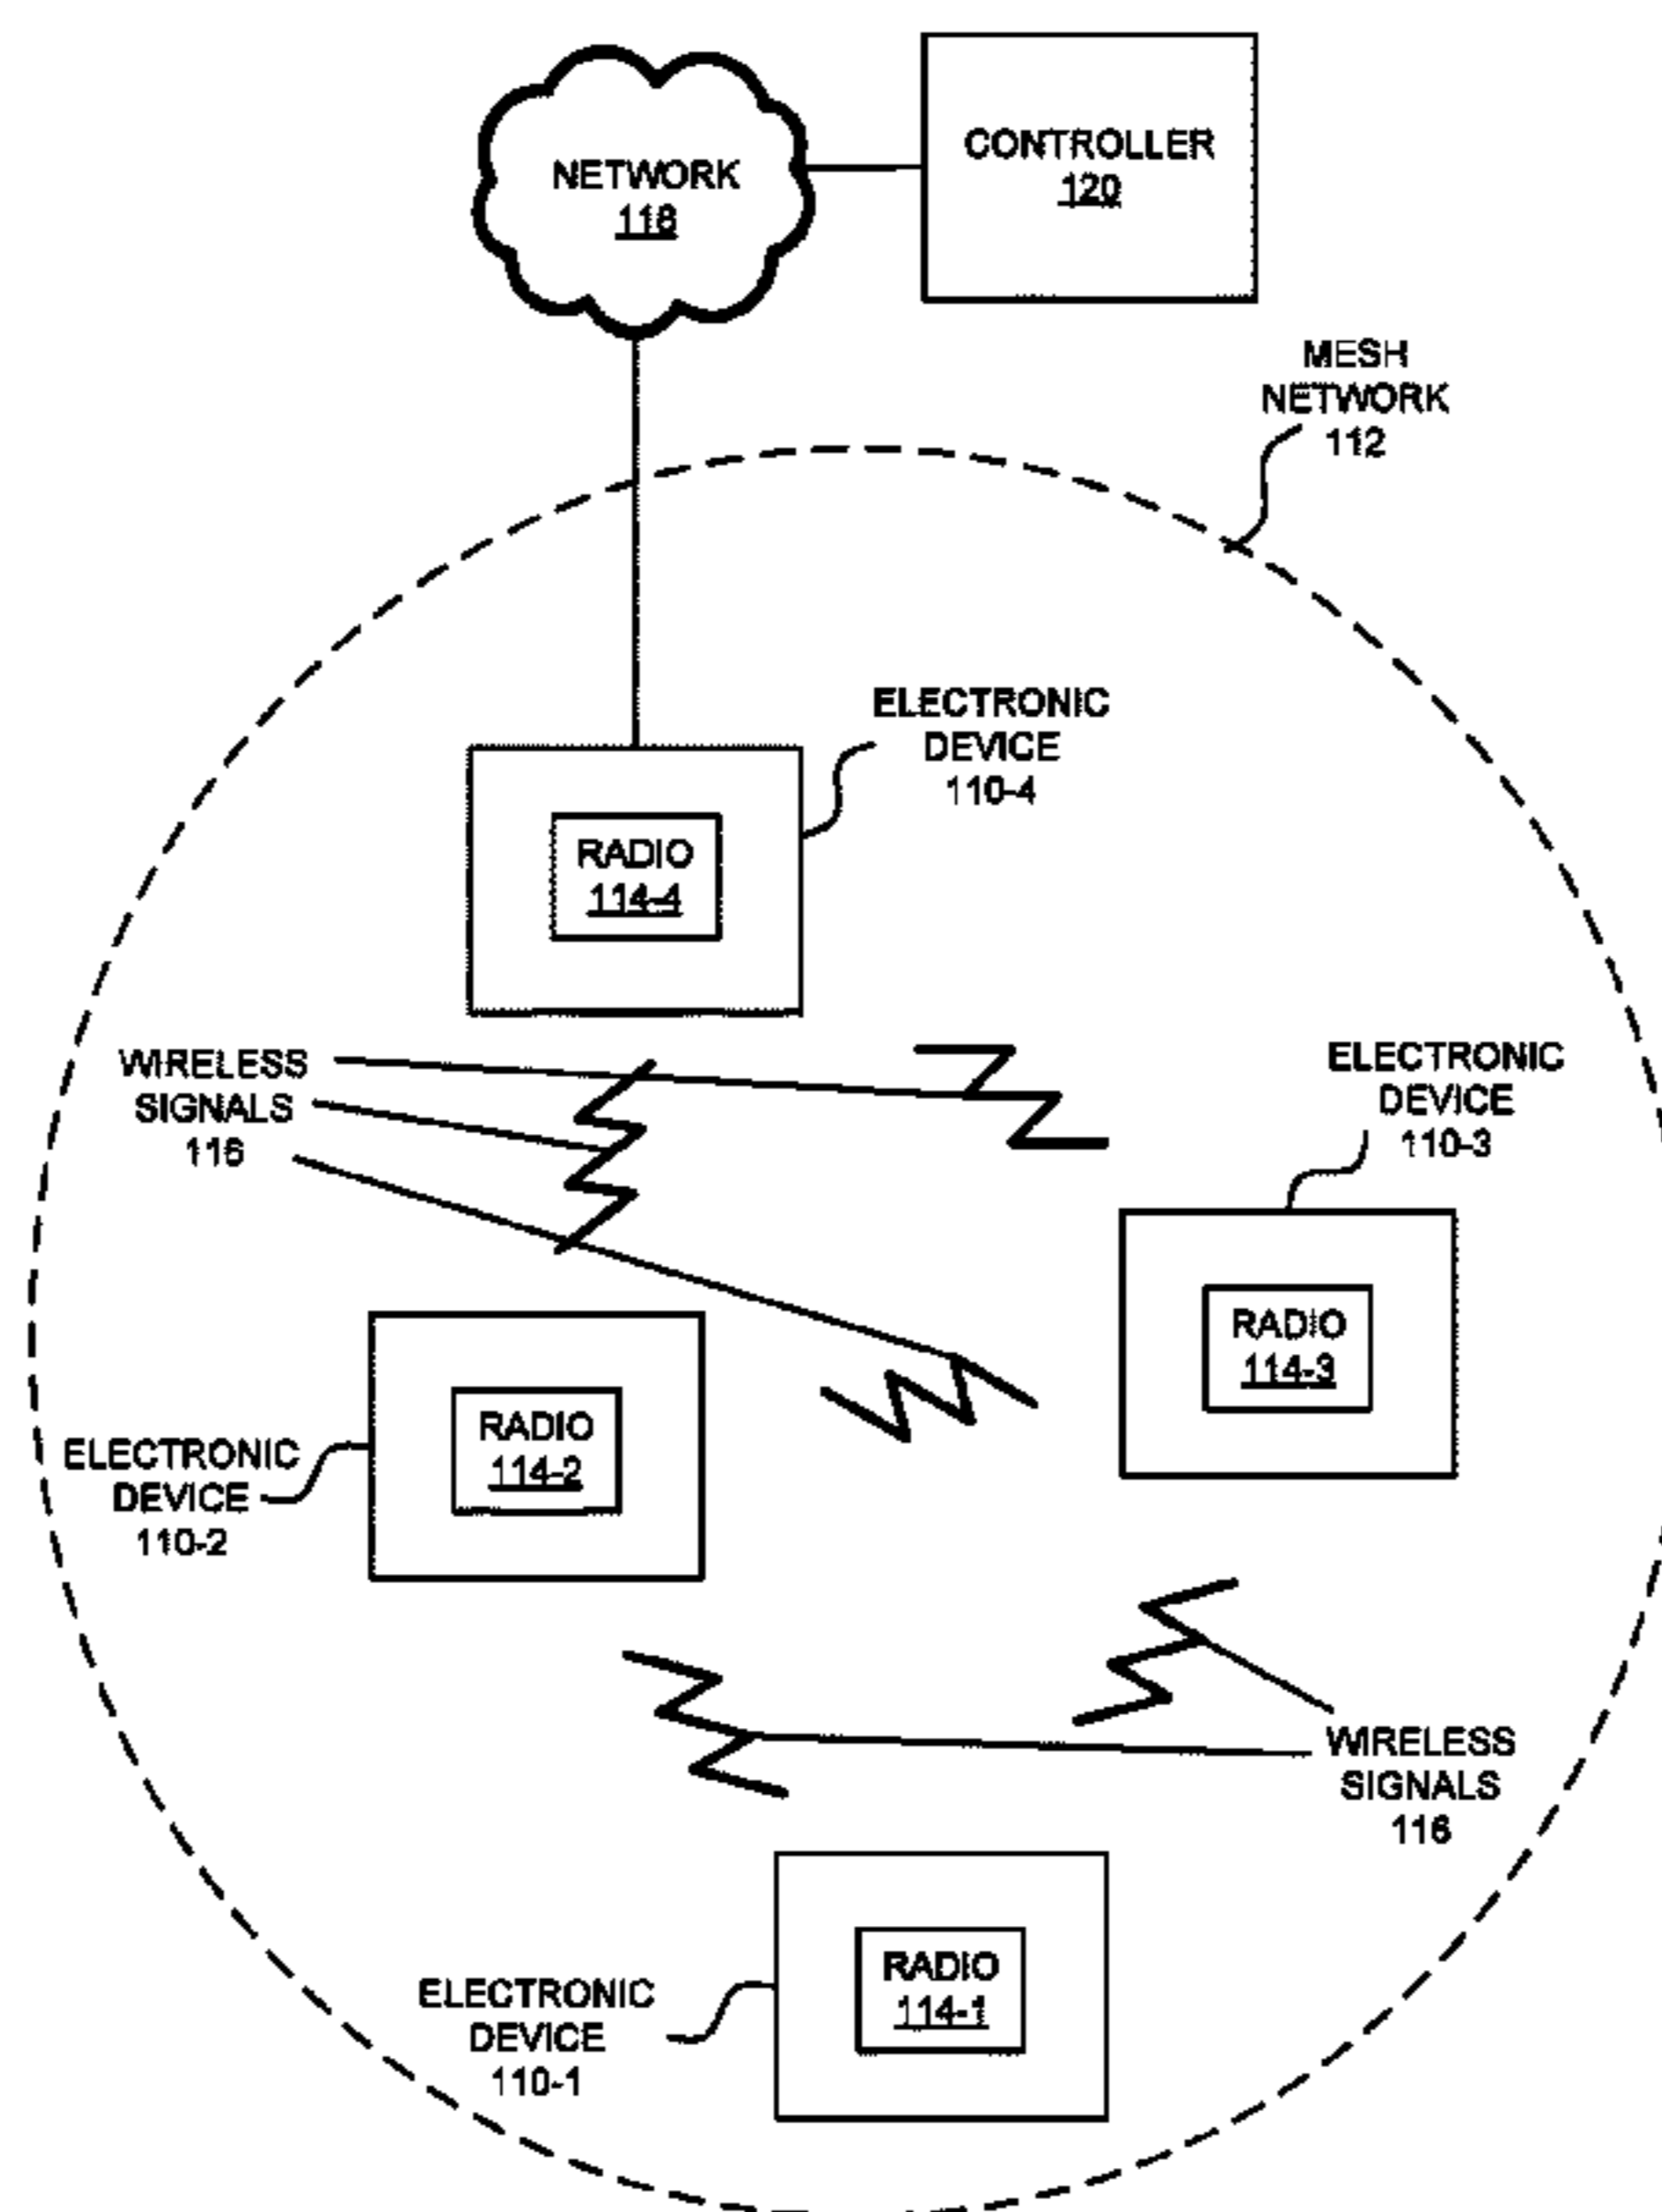 NETWORK
118
CONTROLLER
120
MESH
NETWORK
112
ELECTRONIC
DEVICE
110-4
RADIO
114-4
WIRELESS
SIGNALS
116
ELECTRONIC
DEVICE
110-3
RADIO
114-3
RADIO
114-2
ELECTRONIC
DEVICE
110-2
WIRELESS
SIGNALS
116
RADIO
114-1
ELECTRONIC
DEVICE
110-1